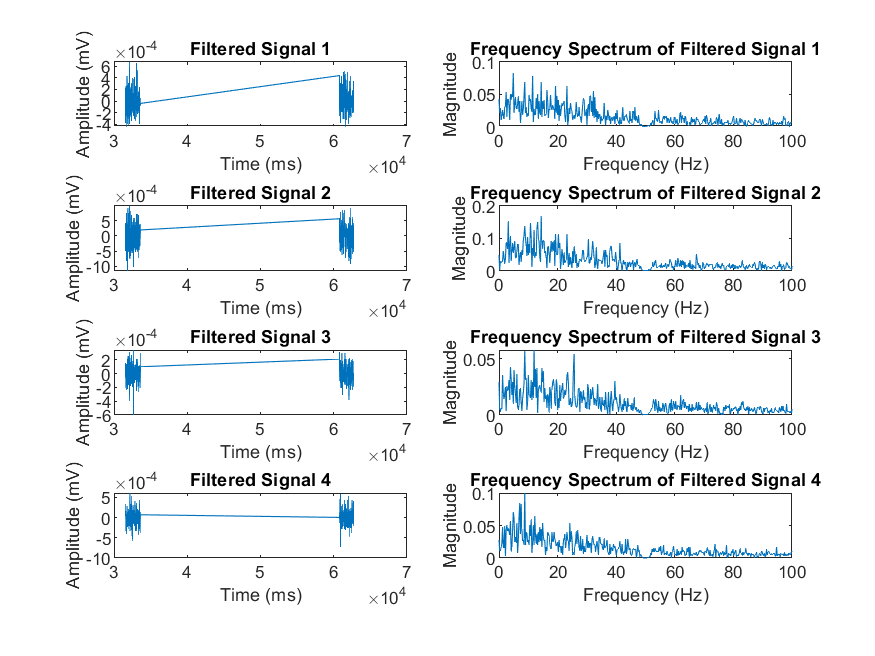 Filtered Signal 1
×10-4
Amplitude (mV)
6
4
2
0
-2
-4
3 4 5 6 7
Time (ms)
×10^4
Frequency Spectrum of Filtered Signal 1
Magnitude
0.1
0.05
0
0 20 40 60 80 100
Frequency (Hz)
Filtered Signal 2
×10-4
Amplitude (mV)
5
0
-5
-10
3 4 5 6 7
Time (ms)
×10^4
Frequency Spectrum of Filtered Signal 2
Magnitude
0.2
0.1
0
0 20 40 60 80 100
Frequency (Hz)
Filtered Signal 3
×10-4
Amplitude (mV)
2
0
-2
-4
-6
3 4 5 6 7
Time (ms)
×10^4
Frequency Spectrum of Filtered Signal 3
Magnitude
0.05
0
0 20 40 60 80 100
Frequency (Hz)
Filtered Signal 4
×10-4
Amplitude (mV)
5
0
-5
-10
3 4 5 6 7
Time (ms)
×10^4
Frequency Spectrum of Filtered Signal 4
Magnitude
0.1
0.05
0
0 20 40 60 80 100
Frequency (Hz)